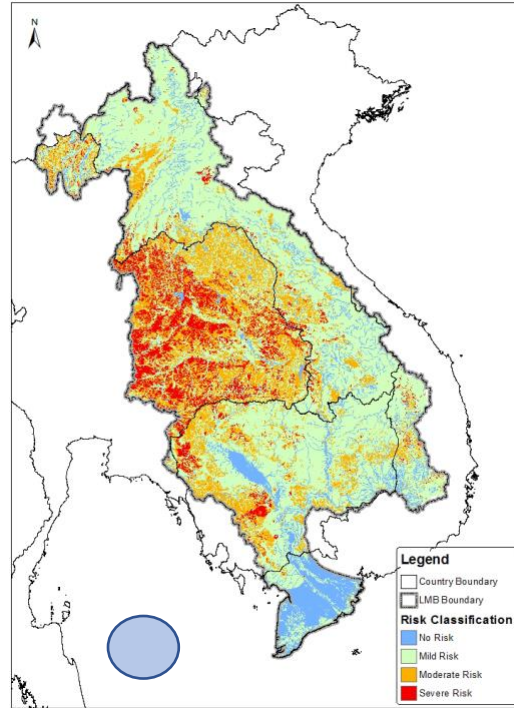 N
Legend
Country Boundary
LMB Boundary
Risk Classification
No Risk
Mild Risk
Moderate Risk
Severe Risk